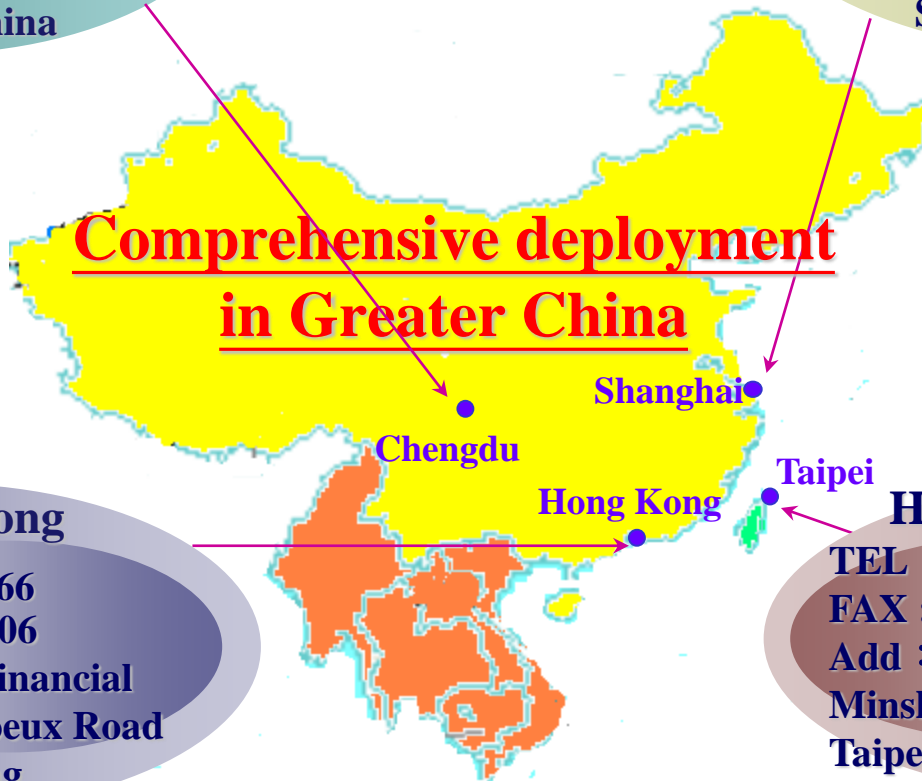 ina
S
Comprehensive deployment
in Greater China
Shanghai
Chengdu
Taipei
Hong Kong
ong
66
06
inancial
oeux Road
g
H
TEL
FAX
Add :
Minsh
Taipe